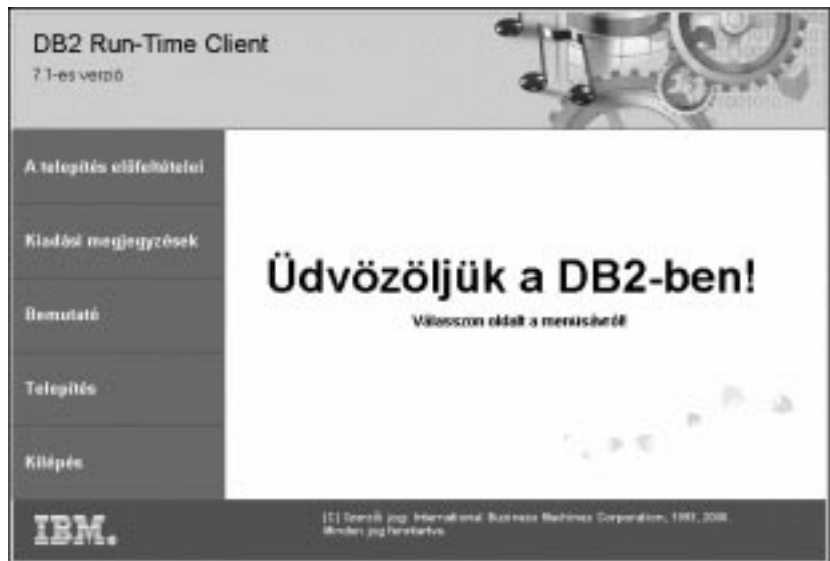 DB2 Run-Time Client
7.1-es verzió
A telepítés előfeltételei
Kiadási megjegyzések
Bemutató
Telepítés
Kilépés
Üdvözöljük a DB2-ben!
Válasszon oldalt a menüsávról!
IBM.
(C) Szerzői jog: International Business Machines Corporation, 1993, 2000.
Minden jog fenntartva.